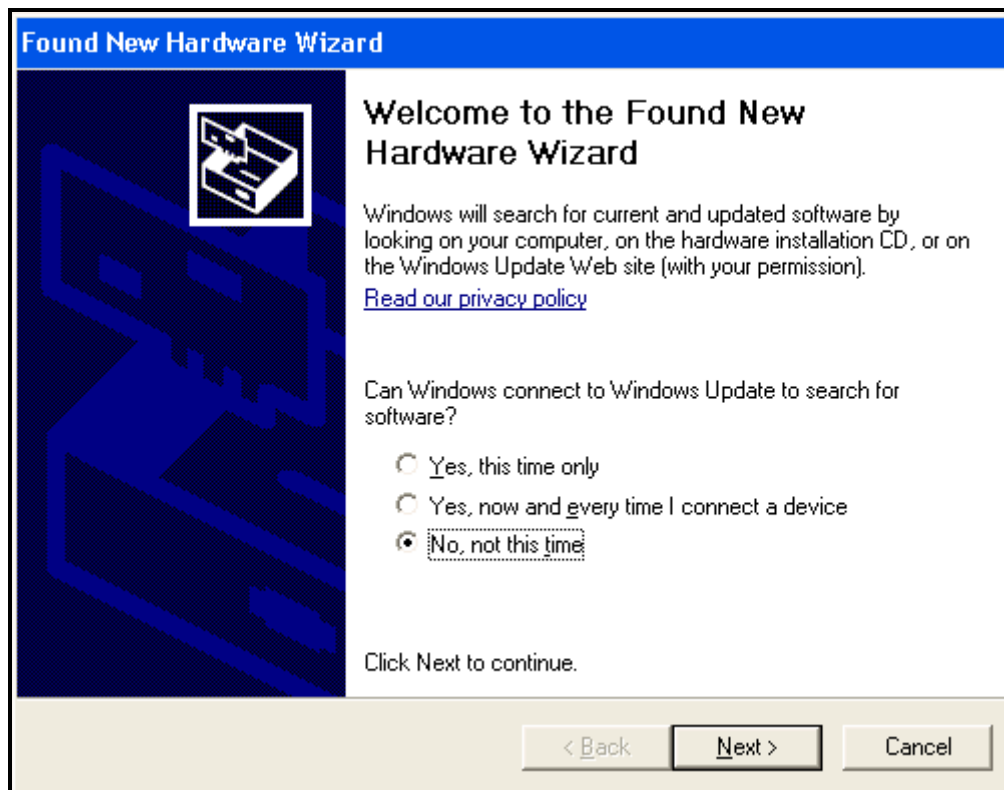 Found New Hardware Wizard
Welcome to the Found New
Hardware Wizard
Windows will search for current and updated software by
looking on your computer, on the hardware installation CD, or on
the Windows Update Web site (with your permission).
Read our privacy policy
Can Windows connect to Windows Update to search for
software?
Yes, this time only
Yes, now and every time I connect a device
No, not this time
Click Next to continue.
< Back Next > Cancel